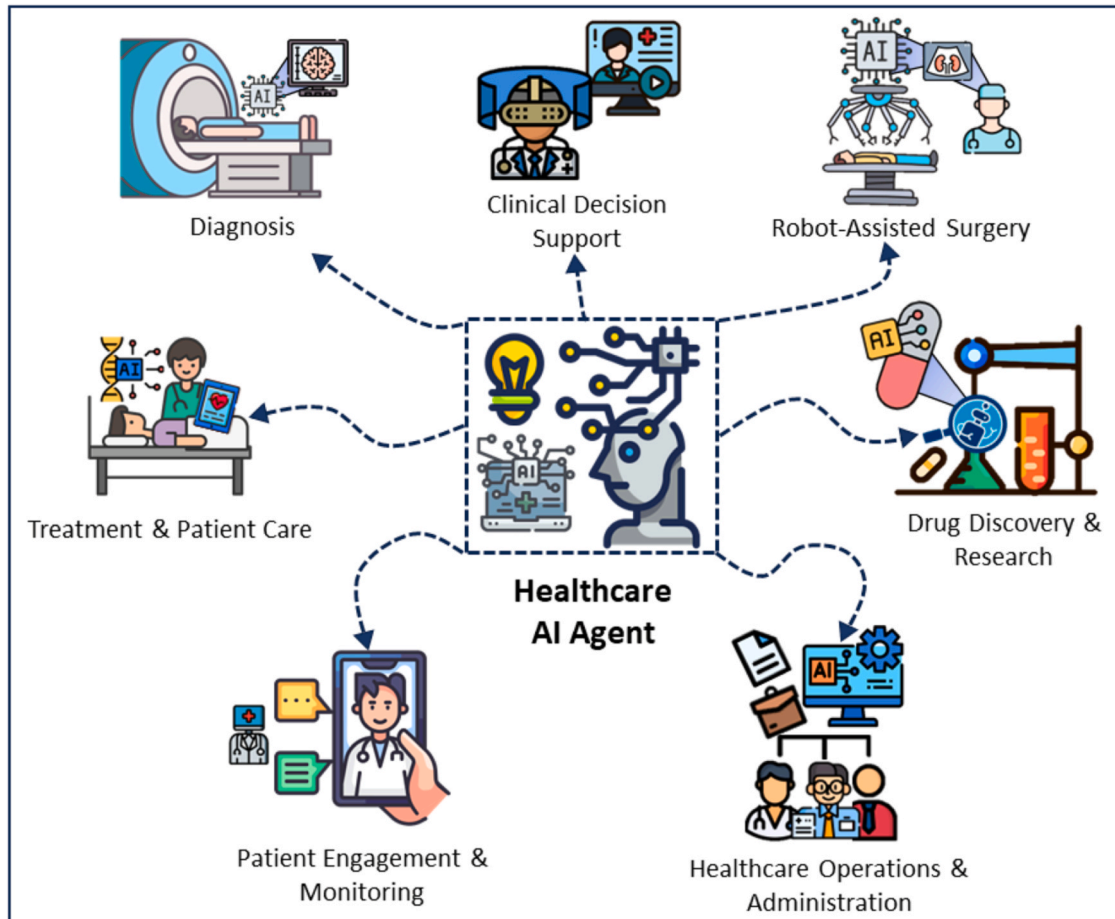 AI
Diagnosis
Clinical Decision
Support
AI
Robot-Assisted Surgery
AI
Treatment & Patient Care
AI
Healthcare
AI Agent
AI
Drug Discovery &
Research
Patient Engagement &
Monitoring
AI
Healthcare Operations &
Administration